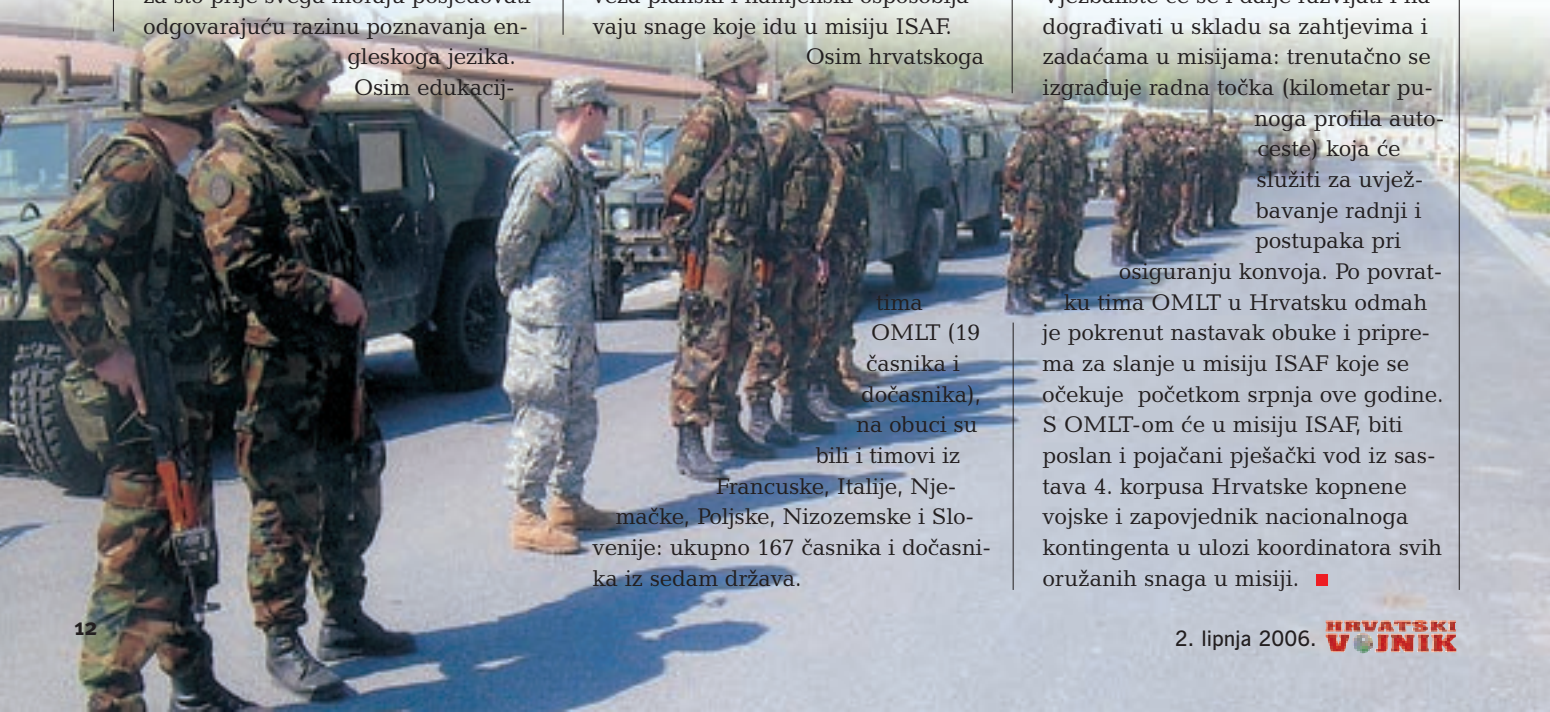 za što prije svega moraju posjedovati
odgovarajuću razinu poznavanja en-
gleskoga jezika.
Osim edukacij-
vaju snage koje idu u misiju ISAF.
Osim hrvatskoga
tima
OMLT (19
časnika i
dočasnika),
na obuci su
bili i timovi iz
Francuske, Italije, Nje-
mačke, Poljske, Nizozemske i Slo-
venije: ukupno 167 časnika i dočasni-
ka iz sedam država.
dograđivati u skladu sa zahtjevima i
zadaćama u misijama: trenutačno se
izgrađuje radna točka (kilometar pu-
noga profila auto-
ceste) koja će
služiti za uvjež-
bavanje radnji i
postupaka pri
osiguranju konvoja. Po povrat-
ku tima OMLT u Hrvatsku odmah
je pokrenut nastavak obuke i pripre-
ma za slanje u misiju ISAF koje se
očekuje  početkom srpnja ove godine.
S OMLT-om će u misiju ISAF, biti
poslan i pojačani pješački vod iz sas-
tava 4. korpusa Hrvatske kopnene
vojske i zapovjednik nacionalnoga
kontingenta u ulozi koordinatora svih
oružanih snaga u misiji.
12
2. lipnja 2006.
HRVATSKI
VOJNIK